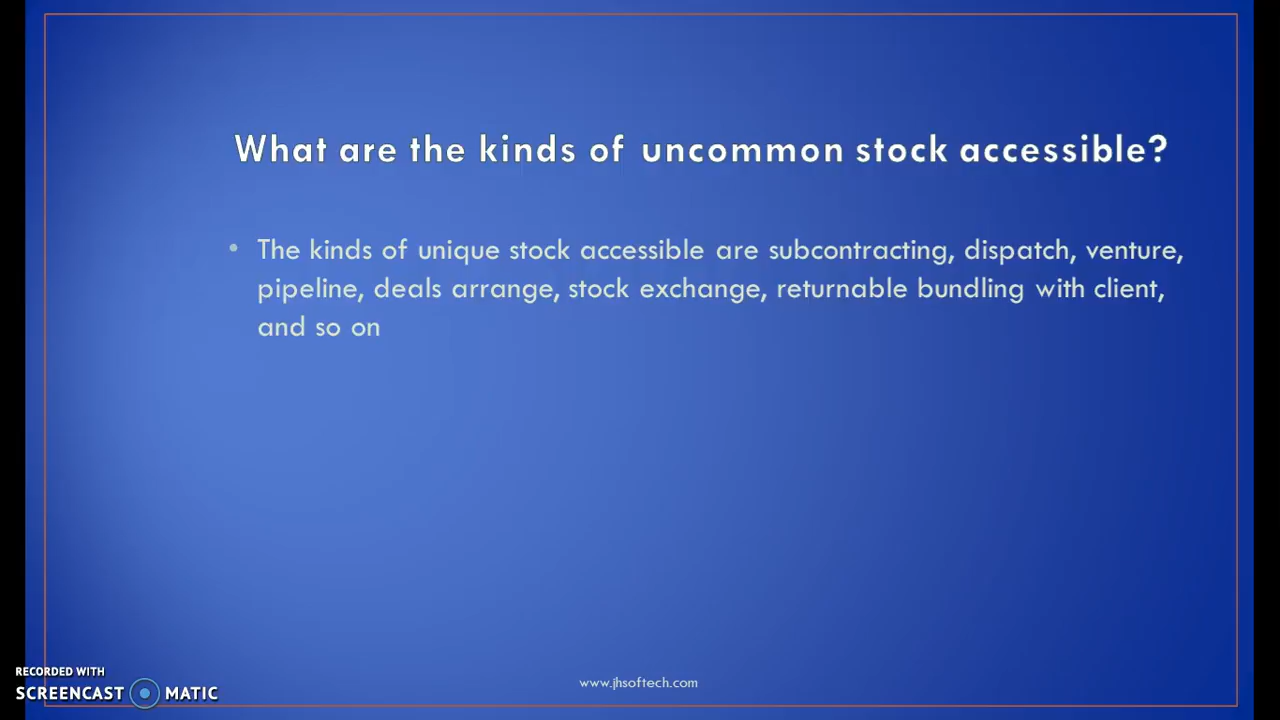 What are the kinds of uncommon stock accessible?
• The kinds of unique stock accessible are subcontracting, dispatch, venture,
pipeline, deals arrange, stock exchange, returnable bundling with client,
and so on
RECORDED WITH
SCREENCAST MATIC
www.jhsoftech.com